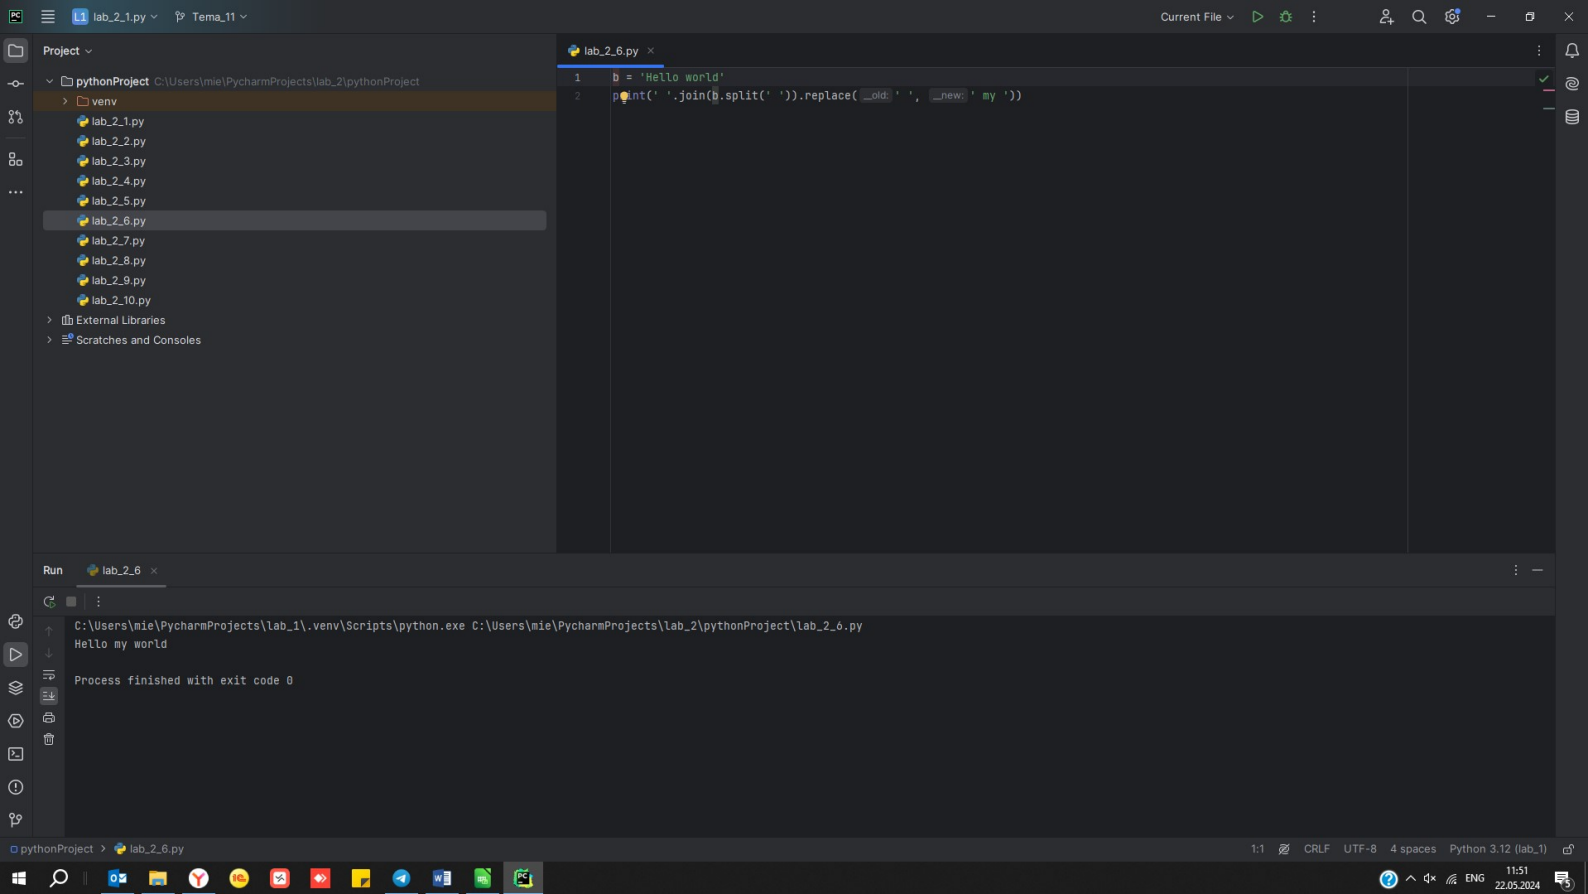 PC L1 lab_2_1.py Tema_11 Current File
Project
pythonProject C:\Users\mie\PycharmProjects\lab_2\pythonProject
venv
lab_2_1.py
lab_2_2.py
lab_2_3.py
lab_2_4.py
lab_2_5.py
lab_2_6.py
lab_2_7.py
lab_2_8.py
lab_2_9.py
lab_2_10.py
External Libraries
Scratches and Consoles
lab_2_6.py
1 b = 'Hello world'
2 print(' '.join(b.split(' ')).replace( __old: ' ', __new: ' my '))
Run lab_2_6
C:\Users\mie\PycharmProjects\lab_1\.venv\Scripts\python.exe C:\Users\mie\PycharmProjects\lab_2\pythonProject\lab_2_6.py
Hello my world
Process finished with exit code 0
pythonProject > lab_2_6.py
1:1 CRLF UTF-8 4 spaces Python 3.12 (lab_1)
ENG
11:51
22.05.2024
5